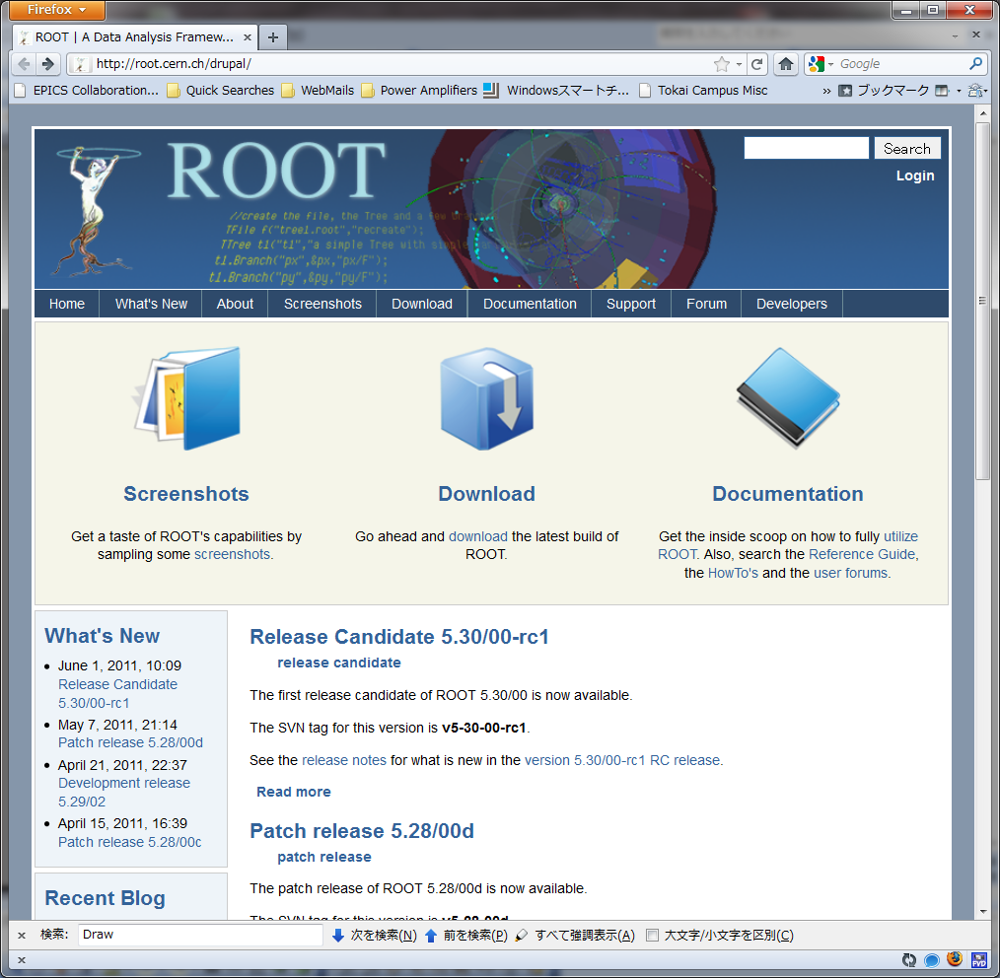 Firefox
ROOT | A Data Analysis Framew...
http://root.cern.ch/drupal/
Google
EPICS Collaboration... Quick Searches WebMails Power Amplifiers Windowsスマートチ... Tokai Campus Misc » ブックマーク
ROOT
Search
Login
//create the file, the Tree and a few branches
TFile f("tree1.root","recreate");
TTree t1("t1","a simple Tree with simple
t1.Branch("px",&px,"px/F");
t1.Branch("py",&py,"py/F");
Home What's New About Screenshots Download Documentation Support Forum Developers
Screenshots
Get a taste of ROOT's capabilities by
sampling some screenshots.
Download
Go ahead and download the latest build of
ROOT.
Documentation
Get the inside scoop on how to fully utilize
ROOT. Also, search the Reference Guide,
the HowTo's and the user forums.
What's New
June 1, 2011, 10:09
Release Candidate
5.30/00-rc1
May 7, 2011, 21:14
Patch release 5.28/00d
April 21, 2011, 22:37
Development release
5.29/02
April 15, 2011, 16:39
Patch release 5.28/00c
Recent Blog
Release Candidate 5.30/00-rc1
release candidate
The first release candidate of ROOT 5.30/00 is now available.
The SVN tag for this version is v5-30-00-rc1.
See the release notes for what is new in the version 5.30/00-rc1 RC release.
Read more
Patch release 5.28/00d
patch release
The patch release of ROOT 5.28/00d is now available.
The SVN tag for this version is v5-28-00d.
検索: Draw 次を検索(N) 前を検索(P) すべて強調表示(A) 大文字/小文字を区別(C)
FVD